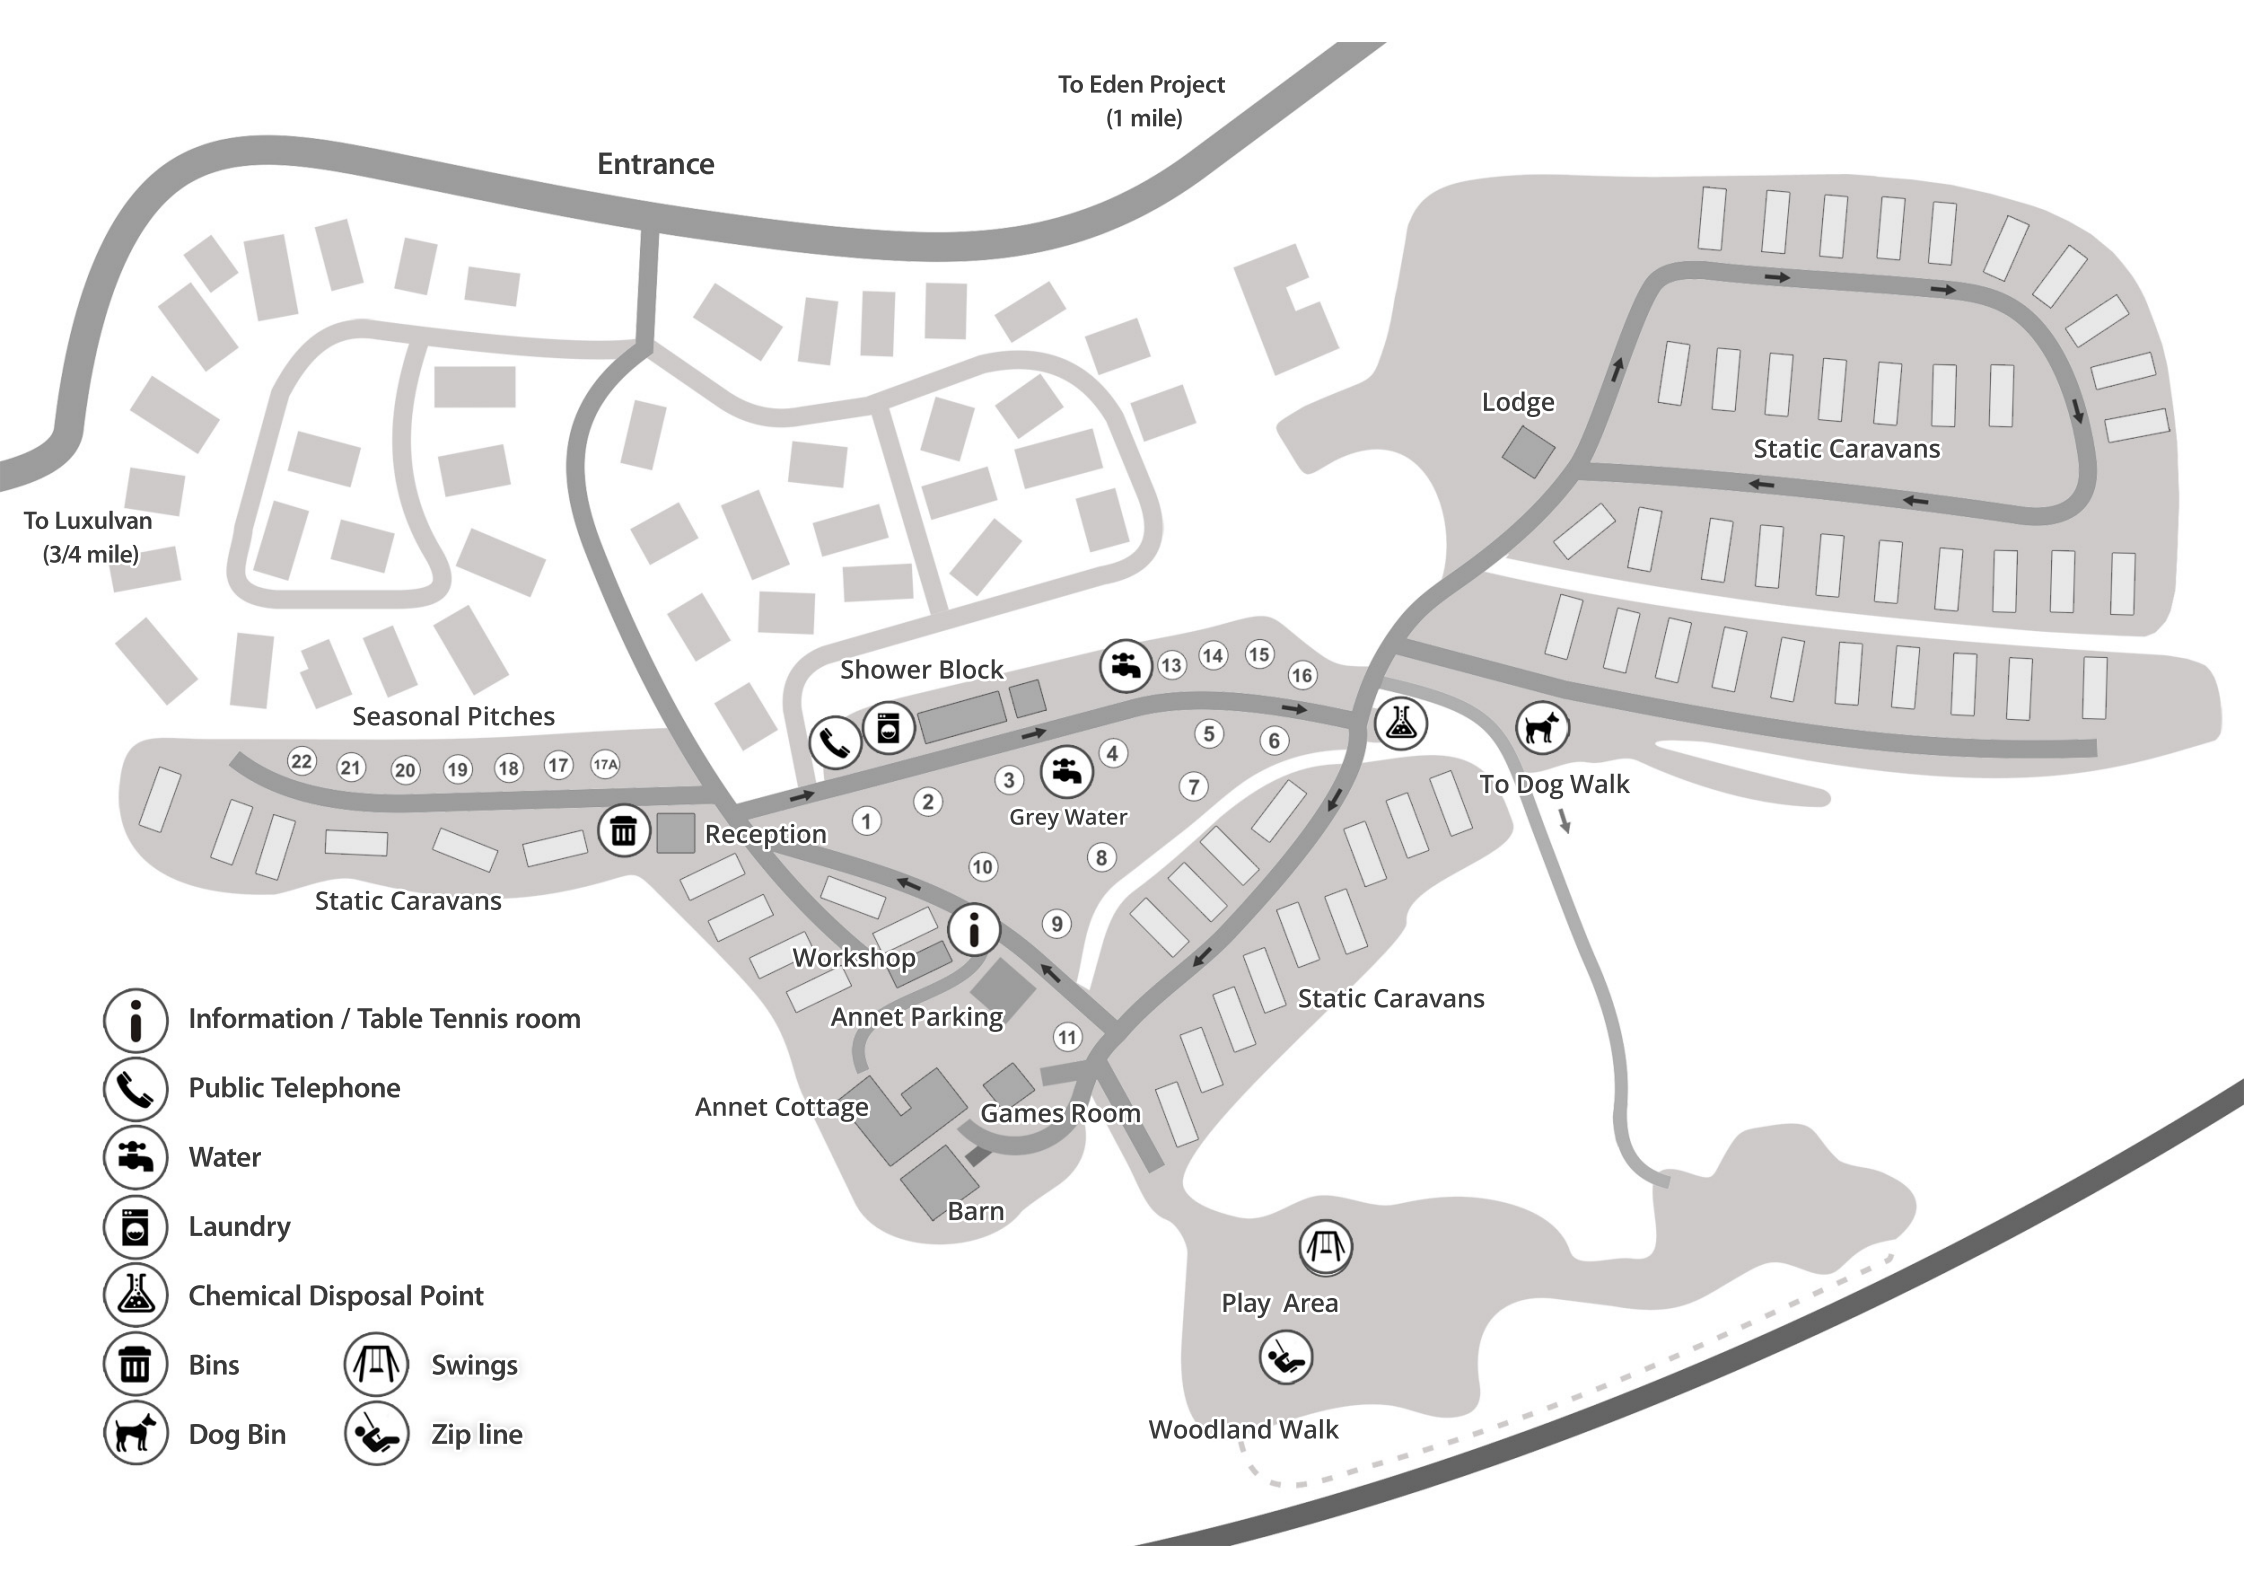 To Eden Project
(1 mile)
Entrance
To Luxulvan
(3/4 mile)
Lodge
Static Caravans
Shower Block
13
14
15
16
Seasonal Pitches
22
21
20
19
18
17
17A
1
2
3
4
5
6
7
Grey Water
8
9
10
11
Reception
To Dog Walk
Static Caravans
Workshop
Annet Parking
Static Caravans
Annet Cottage
Games Room
Barn
Play Area
Woodland Walk
Information / Table Tennis room
Public Telephone
Water
Laundry
Chemical Disposal Point
Bins
Swings
Dog Bin
Zip line